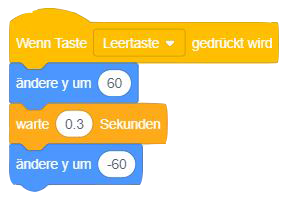 Wenn Taste Leertaste gedrückt wird
ändere y um 60
warte 0.3 Sekunden
ändere y um -60